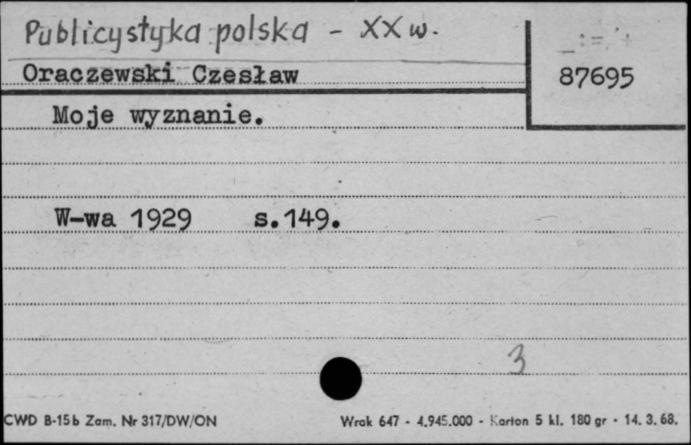 Publicystyka polska - XX w.
Oraczewski Czesław
87695
Moje wyznanie.
W-wa 1929 s.149.
3
CWD B-15b Zam. Nr 317/DW/ON
Wrak 647 - 4.945.000 - Karton 5 kl. 180 gr - 14. 3. 68.